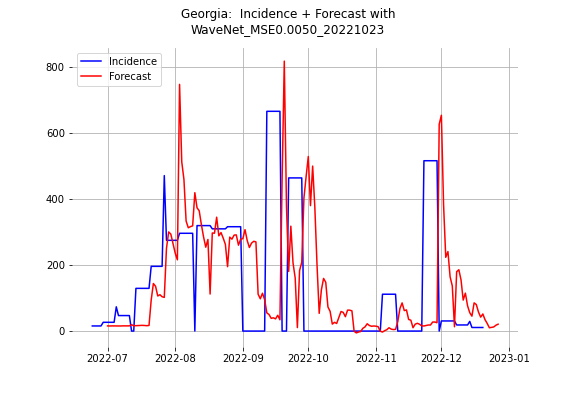 Georgia:  Incidence + Forecast with
WaveNet_MSE0.0050_20221023
Incidence
Forecast
800
600
400
200
0
2022-07 2022-08 2022-09 2022-10 2022-11 2022-12 2023-01